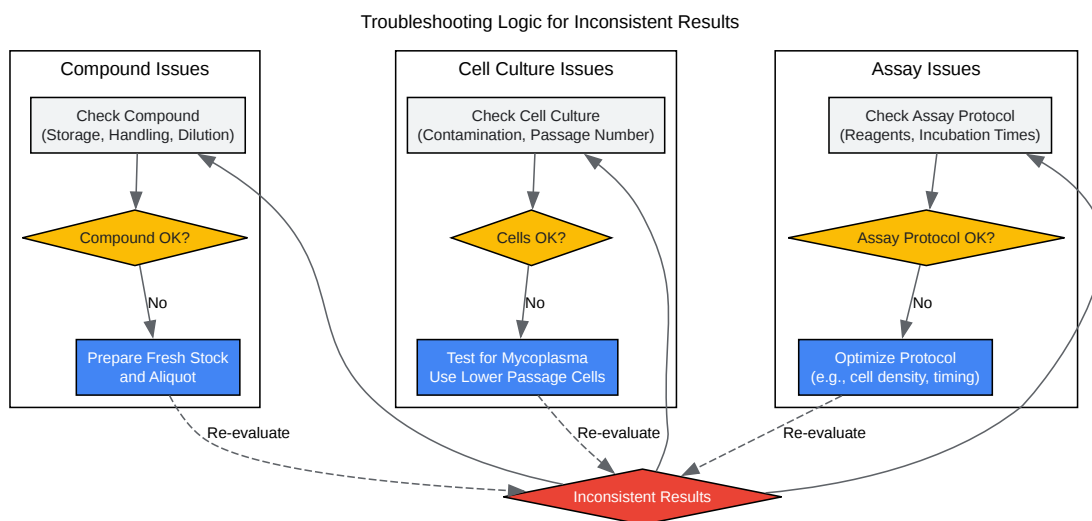 Troubleshooting Logic for Inconsistent Results
Compound Issues
Check Compound
(Storage, Handling, Dilution)
Compound OK?
No
Prepare Fresh Stock
and Aliquot
Re-evaluate
Cell Culture Issues
Check Cell Culture
(Contamination, Passage Number)
Cells OK?
No
Test for Mycoplasma
Use Lower Passage Cells
Re-evaluate
Assay Issues
Check Assay Protocol
(Reagents, Incubation Times)
Assay Protocol OK?
No
Optimize Protocol
(e.g., cell density, timing)
Re-evaluate
Inconsistent Results